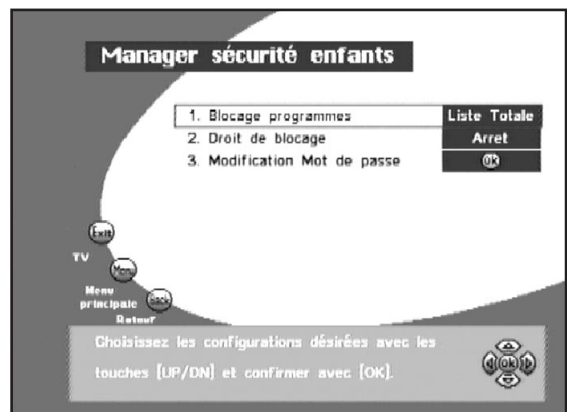 Manager sécurité enfants
1. Blocage programmes Liste Totale
2. Droit de blocage Arret
3. Modification Mot de passe Ok
Exit
TV
Menu
Menu
principale
Back
Retour
Choisissez les configurations désirées avec les
touches [UP/DN] et confirmer avec [OK].
Ok